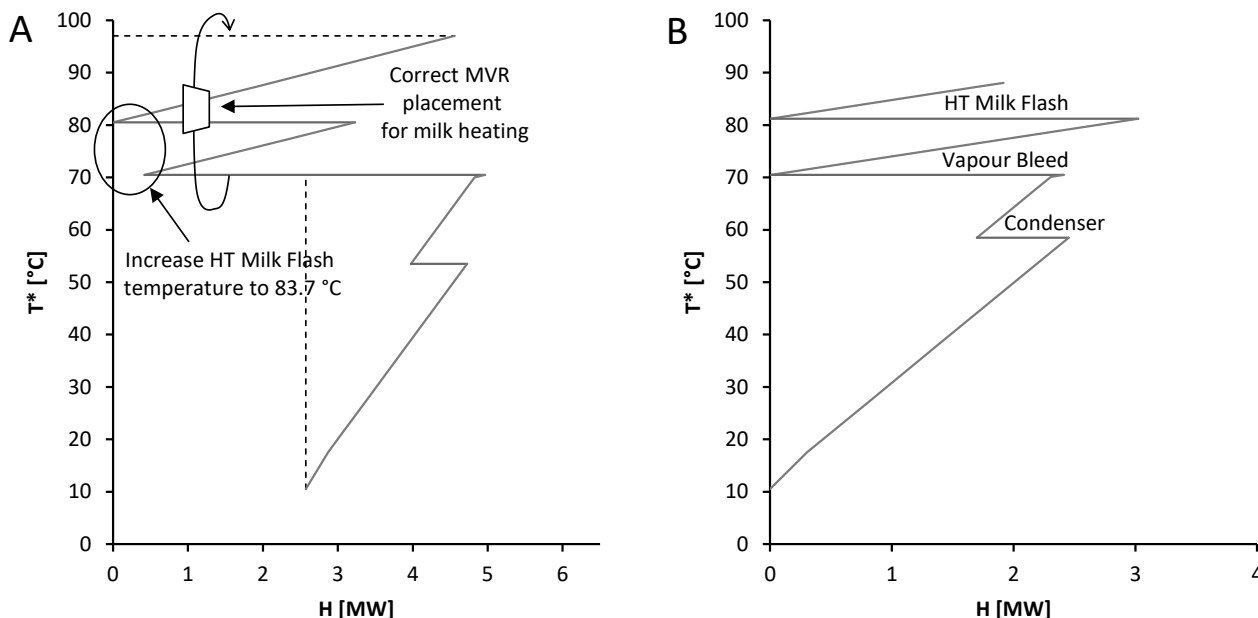 A
100
90
80
70
60
50
40
30
20
10
0
T* [°C]
0 1 2 3 4 5 6
H [MW]
Correct MVR
placement
for milk heating
Increase HT Milk Flash
temperature to 83.7 °C
B
100
90
80
70
60
50
40
30
20
10
0
T* [°C]
0 1 2 3 4
H [MW]
HT Milk Flash
Vapour Bleed
Condenser